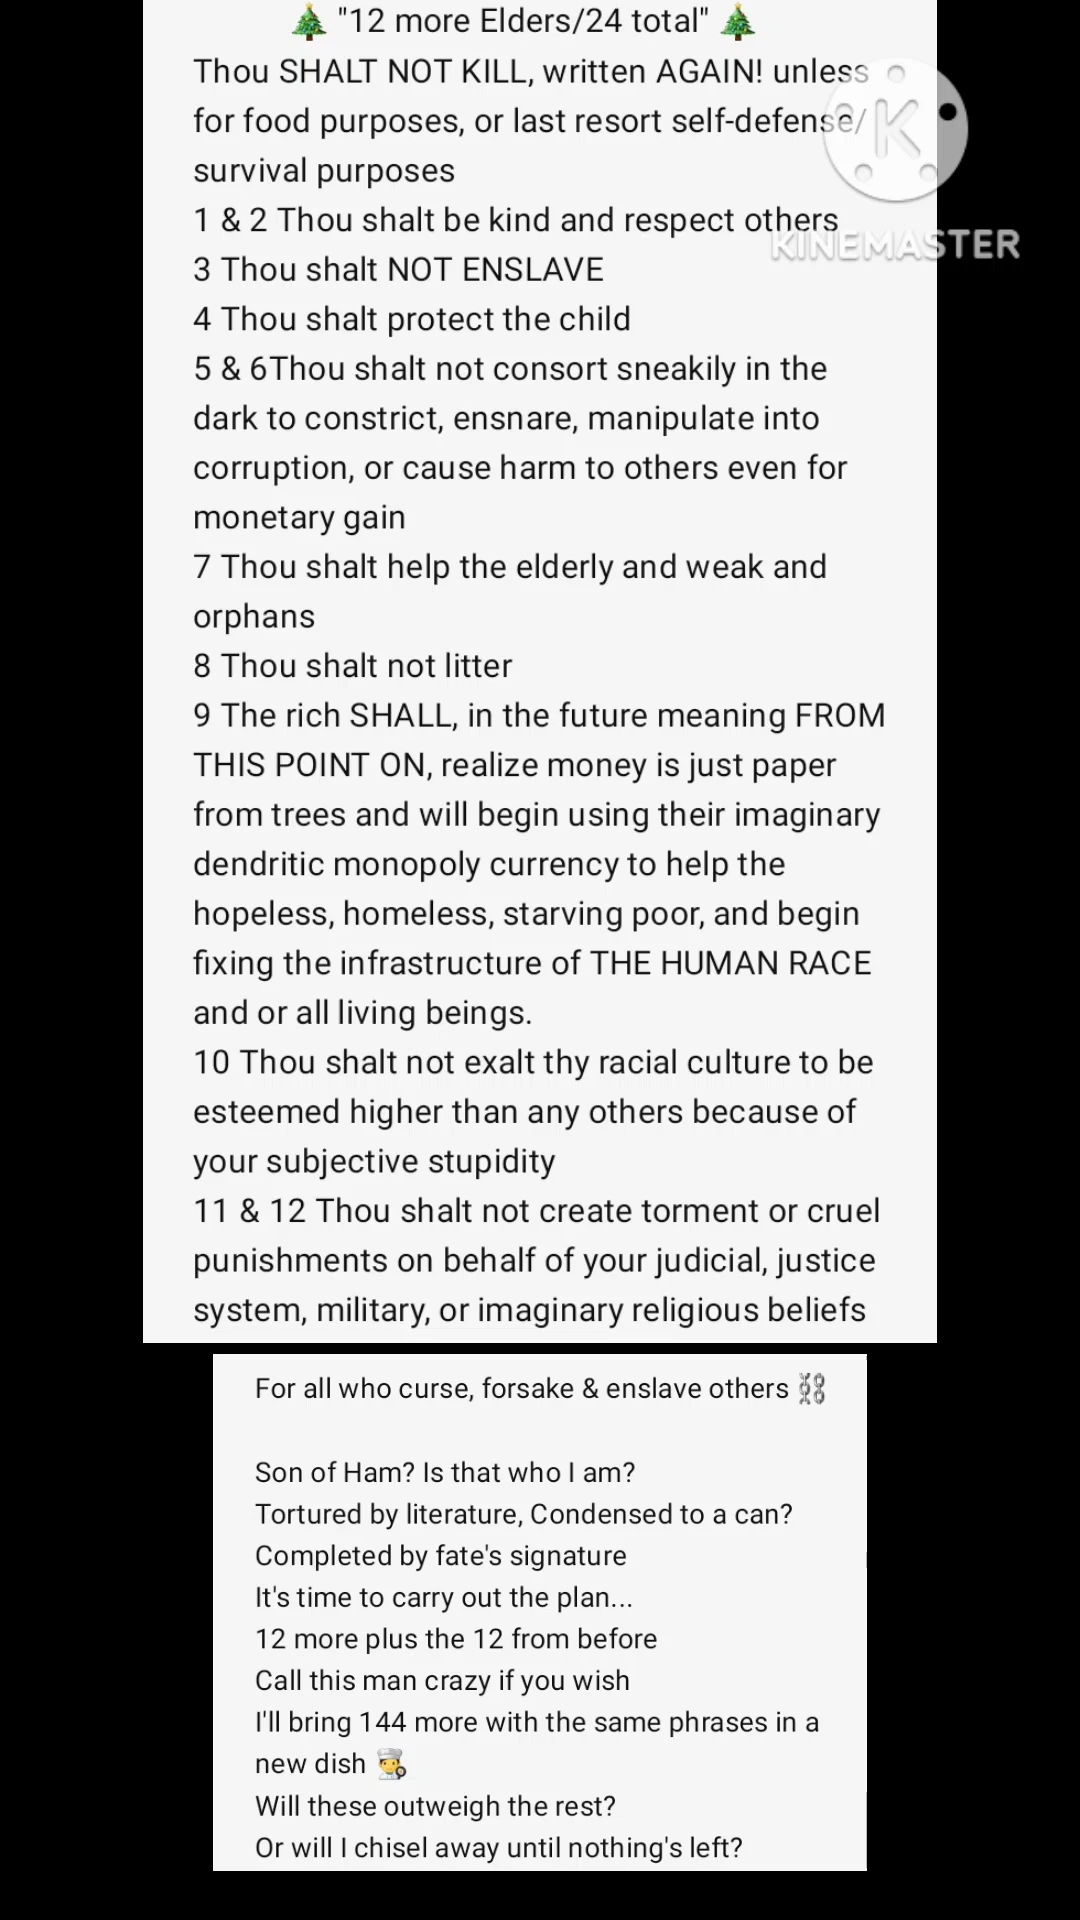 🎄 "12 more Elders/24 total" 🎄
Thou SHALT NOT KILL, written AGAIN! unless
for food purposes, or last resort self-defense/
survival purposes
1 & 2 Thou shalt be kind and respect others
3 Thou shalt NOT ENSLAVE
4 Thou shalt protect the child
5 & 6Thou shalt not consort sneakily in the
dark to constrict, ensnare, manipulate into
corruption, or cause harm to others even for
monetary gain
7 Thou shalt help the elderly and weak and
orphans
8 Thou shalt not litter
9 The rich SHALL, in the future meaning FROM
THIS POINT ON, realize money is just paper
from trees and will begin using their imaginary
dendritic monopoly currency to help the
hopeless, homeless, starving poor, and begin
fixing the infrastructure of THE HUMAN RACE
and or all living beings.
10 Thou shalt not exalt thy racial culture to be
esteemed higher than any others because of
your subjective stupidity
11 & 12 Thou shalt not create torment or cruel
punishments on behalf of your judicial, justice
system, military, or imaginary religious beliefs
K
KINEMASTER
For all who curse, forsake & enslave others ⛓
Son of Ham? Is that who I am?
Tortured by literature, Condensed to a can?
Completed by fate's signature
It's time to carry out the plan...
12 more plus the 12 from before
Call this man crazy if you wish
I'll bring 144 more with the same phrases in a
new dish 👨‍🍳
Will these outweigh the rest?
Or will I chisel away until nothing's left?